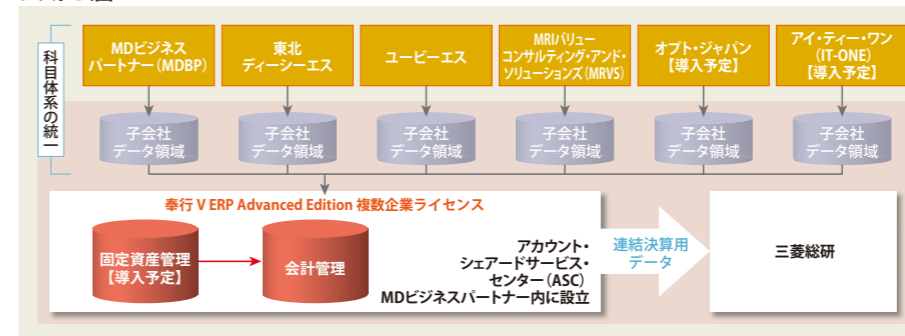 科目体系の統一
MDビジネス
パートナー(MDBP)
東北
ディーシーエス
ユービーエス
MRIバリュー
コンサルティング・アンド・
ソリューションズ(MRVS)
オプト・ジャパン
【導入予定】
アイ・ティー・ワン
(IT-ONE)
【導入予定】
子会社
データ領域
子会社
データ領域
子会社
データ領域
子会社
データ領域
子会社
データ領域
子会社
データ領域
奉行 V ERP Advanced Edition 複数企業ライセンス
固定資産管理
【導入予定】
会計管理
アカウント・
シェアードサービス・
センター(ASC)
MDビジネスパートナー内に設立
連結決算用
データ
三菱総研